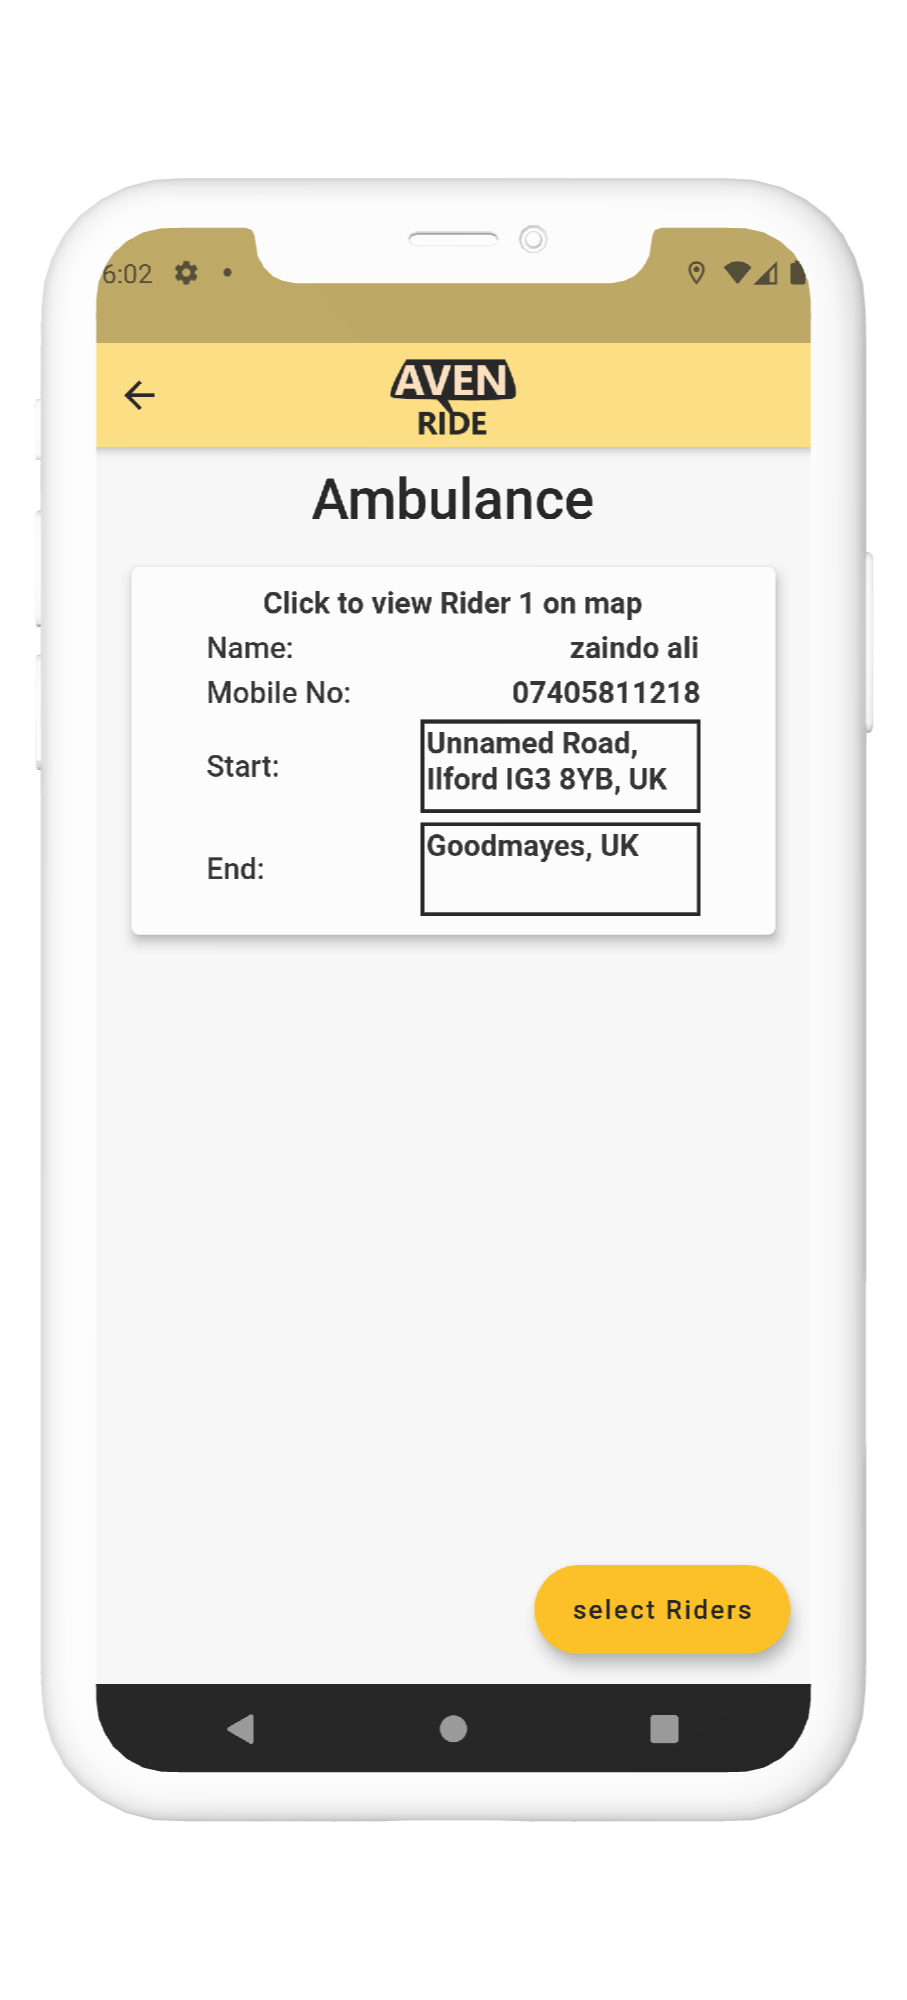 6:02
AVEN
RIDE
Ambulance
Click to view Rider 1 on map
Name: zaindo ali
Mobile No: 07405811218
Start: Unnamed Road,
Ilford IG3 8YB, UK
End: Goodmayes, UK
select Riders